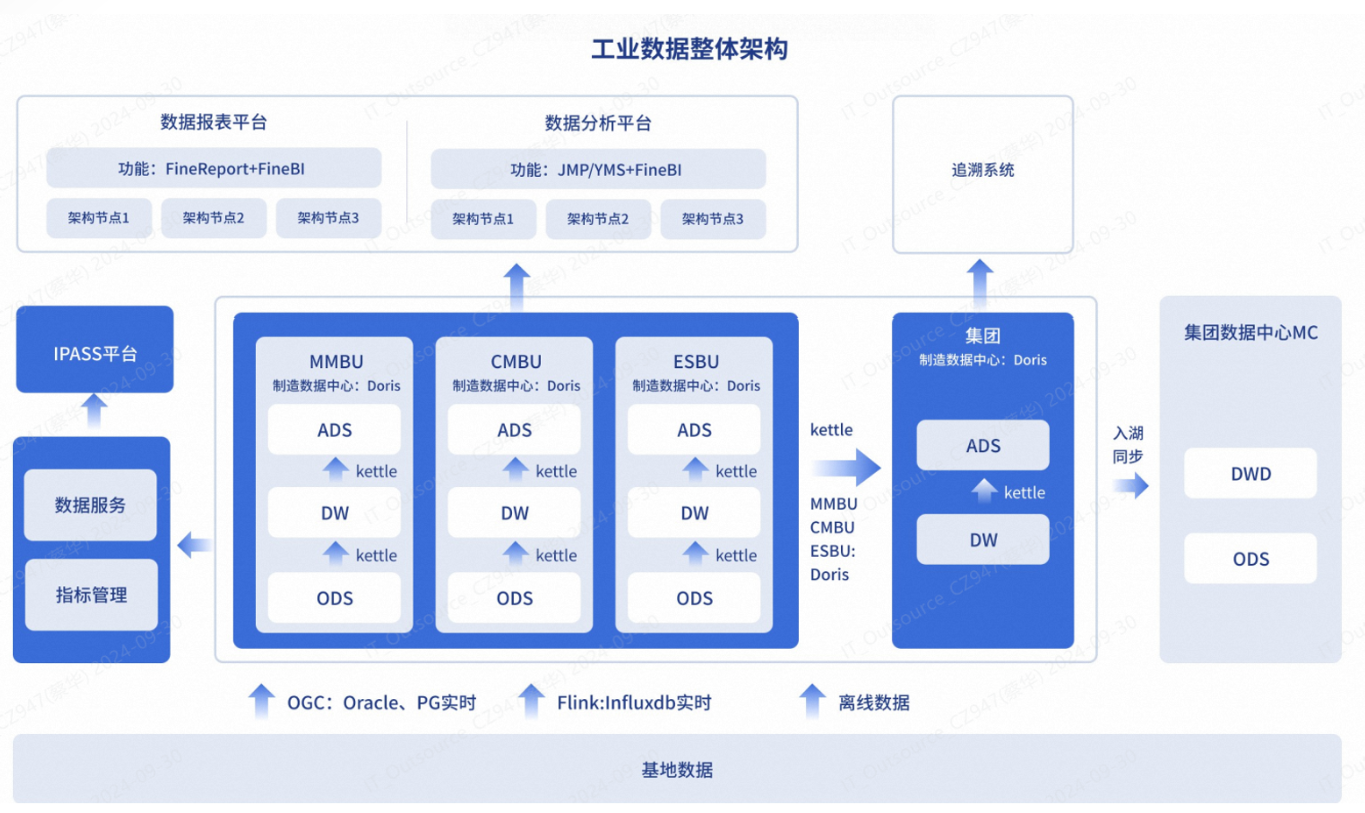 工业数据整体架构
数据报表平台
功能：FineReport+FineBI
架构节点1
架构节点2
架构节点3
数据分析平台
功能：JMP/YMS+FineBI
架构节点1
架构节点2
架构节点3
追溯系统
IPASS平台
数据服务
指标管理
MMBU
制造数据中心：Doris
ADS
kettle
DW
kettle
ODS
CMBU
制造数据中心：Doris
ADS
kettle
DW
kettle
ODS
ESBU
制造数据中心：Doris
ADS
kettle
DW
kettle
ODS
kettle
MMBU
CMBU
ESBU:
Doris
集团
制造数据中心：Doris
ADS
kettle
DW
入湖
同步
集团数据中心MC
DWD
ODS
OGC：Oracle、PG实时
Flink:Influxdb实时
离线数据
基地数据
IT_Outsource_CZ947(豪华) 2024-09-30